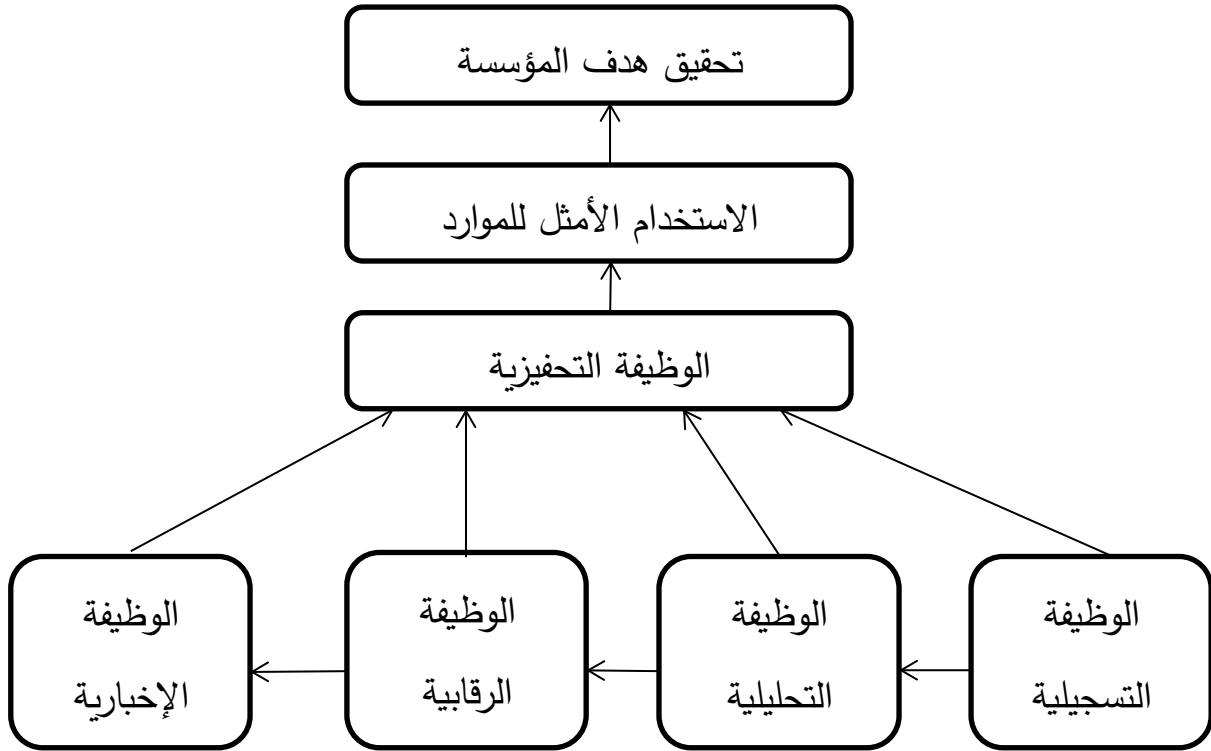 تحقيق هدف المؤسسة
الاستخدام الأمثل للموارد
الوظيفة التحفيزية
الوظيفة
التسجيلية
الوظيفة
التحليلية
الوظيفة
الرقابية
الوظيفة
الإخبارية